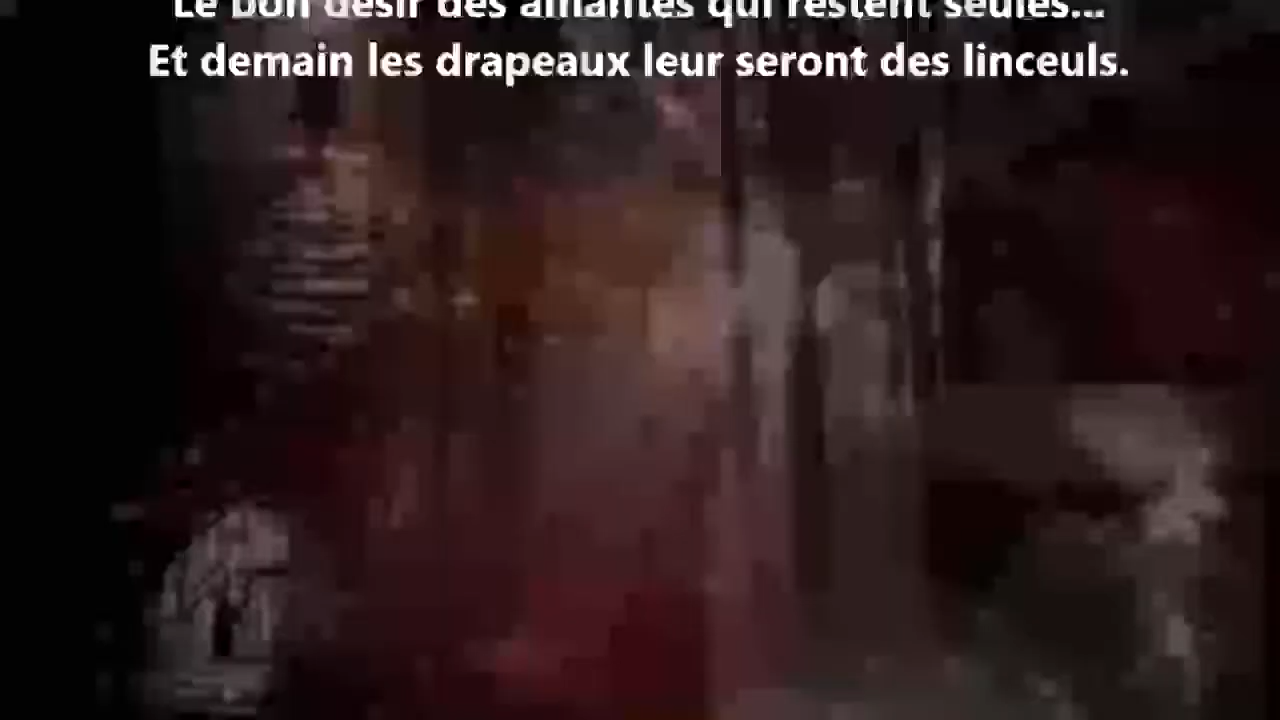 Le bon désir des amantes qui restent seules...
Et demain les drapeaux leur seront des linceuls.